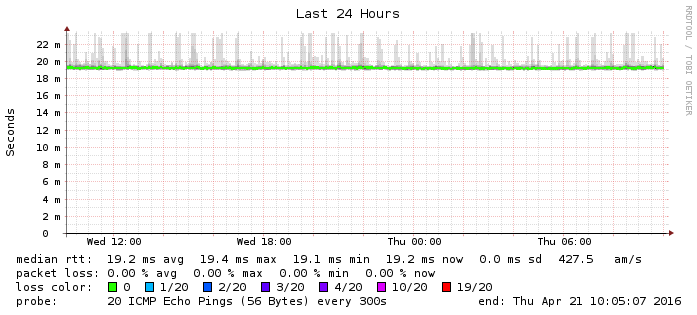 Last 24 Hours
RRDTOOL / TOBI OETIKER
Seconds
22 m
20 m
18 m
16 m
14 m
12 m
10 m
8 m
6 m
4 m
2 m
0
Wed 12:00 Wed 18:00 Thu 00:00 Thu 06:00
median rtt: 19.2 ms avg 19.4 ms max 19.1 ms min 19.2 ms now 0.0 ms sd 427.5 am/s
packet loss: 0.00 % avg 0.00 % max 0.00 % min 0.00 % now
loss color: 0 1/20 2/20 3/20 4/20 10/20 19/20
probe: 20 ICMP Echo Pings (56 Bytes) every 300s end: Thu Apr 21 10:05:07 2016